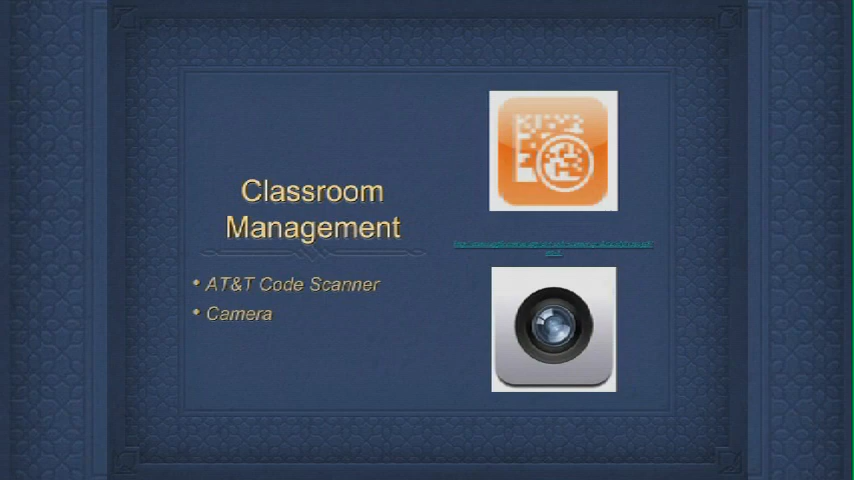 Classroom
Management
• AT&T Code Scanner
• Camera